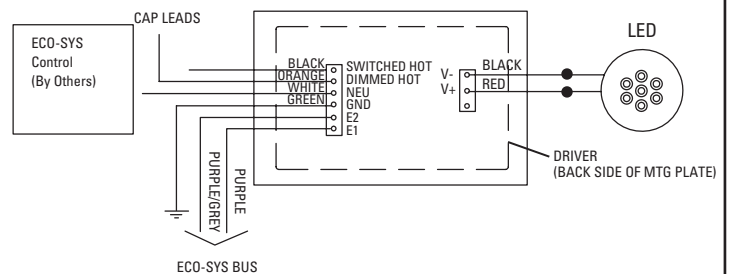 CAP LEADS
LED
ECO-SYS
Control
(By Others)
BLACK
SWITCHED HOT
ORANGE
DIMMED HOT
WHITE
NEU
GREEN
GND
E2
E1
V-
BLACK
V+
RED
DRIVER
(BACK SIDE OF MTG PLATE)
PURPLE/GREY
PURPLE
ECO-SYS BUS